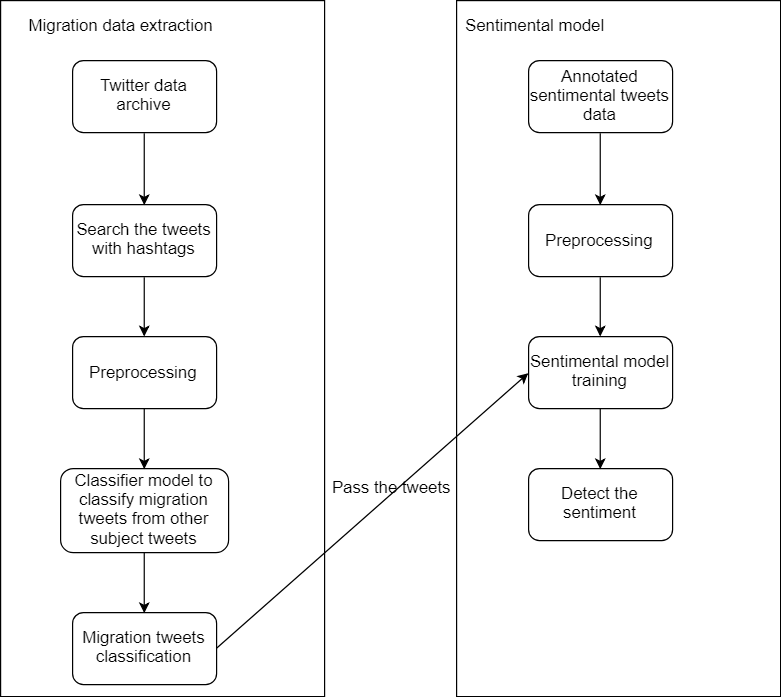 Migration data extraction
Twitter data
archive
Search the tweets
with hashtags
Preprocessing
Classifier model to
classify migration
tweets from other
subject tweets
Migration tweets
classification
Pass the tweets
Sentimental model
Annotated
sentimental tweets
data
Preprocessing
Sentimental model
training
Detect the
sentiment